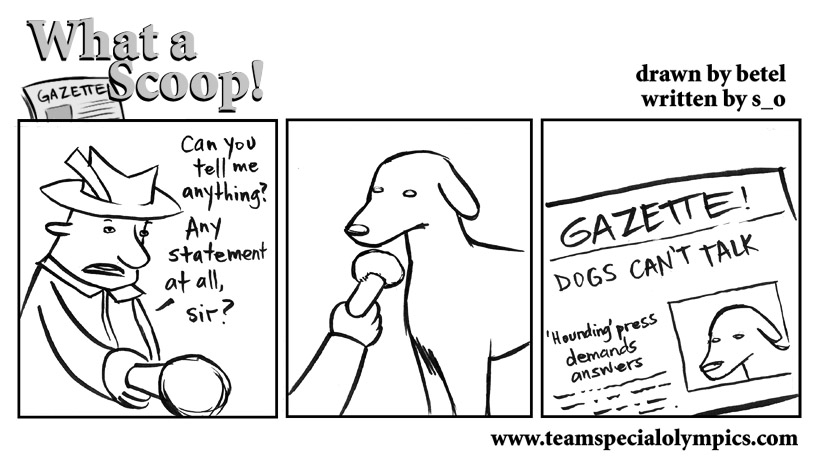 What a
Scoop!
GAZETTE!
drawn by betel
written by s_o
Can you
tell me
anything?
Any
statement
at all,
sir?
GAZETTE!
DOGS CAN'T TALK
'Hounding' press
demands
answers
www.teamspecialolympics.com